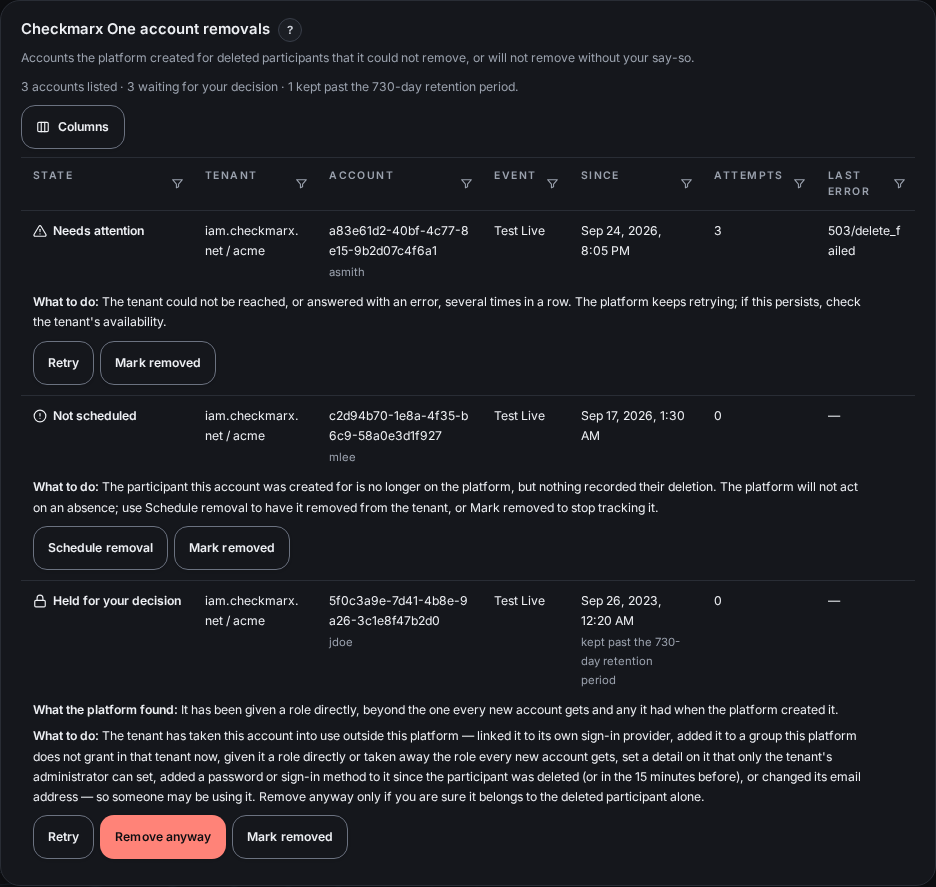 Checkmarx One account removals ?
Accounts the platform created for deleted participants that it could not remove, or will not remove without your say-so.
3 accounts listed · 3 waiting for your decision · 1 kept past the 730-day retention period.
Columns
STATE TENANT ACCOUNT EVENT SINCE ATTEMPTS LAST
ERROR
Needs attention iam.checkmarx. a83e61d2-40bf-4c77-8 Test Live Sep 24, 2026, 3 503/delete_f
net / acme e15-9b2d07c4f6a1 8:05 PM ailed
asmith
What to do: The tenant could not be reached, or answered with an error, several times in a row. The platform keeps retrying; if this persists, check
the tenant's availability.
Retry Mark removed
Not scheduled iam.checkmarx. c2d94b70-1e8a-4f35-b Test Live Sep 17, 2026, 1:30 0 —
net / acme 6c9-58a0e3d1f927 AM
mlee
What to do: The participant this account was created for is no longer on the platform, but nothing recorded their deletion. The platform will not act
on an absence; use Schedule removal to have it removed from the tenant, or Mark removed to stop tracking it.
Schedule removal Mark removed
Held for your decision iam.checkmarx. 5f0c3a9e-7d41-4b8e-9 Test Live Sep 26, 2023, 0 —
net / acme a26-3c1e8f47b2d0 12:20 AM
jdoe kept past the 730-
day retention
period
What the platform found: It has been given a role directly, beyond the one every new account gets and any it had when the platform created it.
What to do: The tenant has taken this account into use outside this platform — linked it to its own sign-in provider, added it to a group this platform
does not grant in that tenant now, given it a role directly or taken away the role every new account gets, set a detail on it that only the tenant's
administrator can set, added a password or sign-in method to it since the participant was deleted (or in the 15 minutes before), or changed its email
address — so someone may be using it. Remove anyway only if you are sure it belongs to the deleted participant alone.
Retry Remove anyway Mark removed